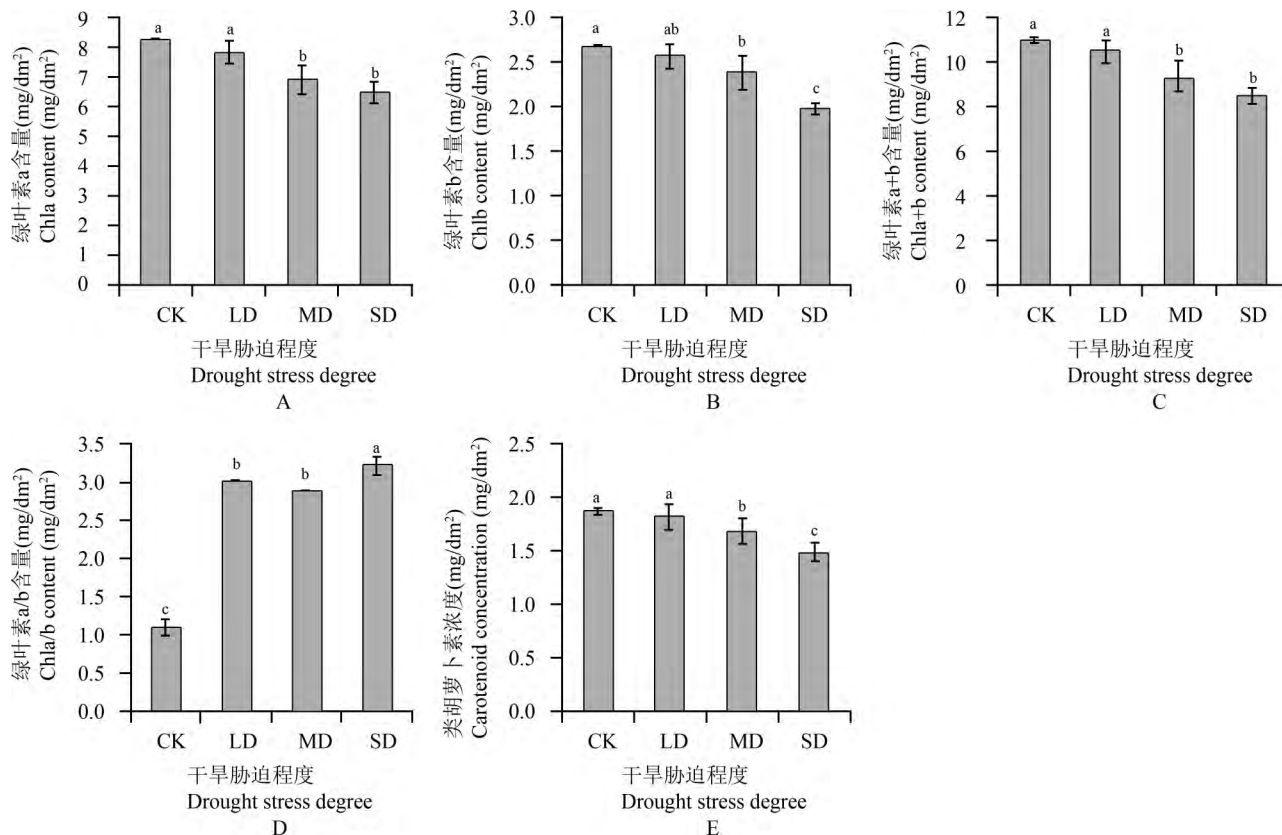 绿叶素a含量(mg/dm²)
Chla content (mg/dm²)
9
8
7
6
5
4
3
2
1
0
a
a
b
b
CK LD MD SD
干旱胁迫程度
Drought stress degree
A
绿叶素b含量(mg/dm²)
Chlb content (mg/dm²)
3.0
2.5
2.0
1.5
1.0
0.5
0.0
a
ab
b
c
CK LD MD SD
干旱胁迫程度
Drought stress degree
B
绿叶素a+b含量(mg/dm²)
Chla+b content (mg/dm²)
12
10
8
6
4
2
0
a
a
b
b
CK LD MD SD
干旱胁迫程度
Drought stress degree
C
绿叶素a/b含量(mg/dm²)
Chla/b content (mg/dm²)
3.5
3.0
2.5
2.0
1.5
1.0
0.5
0.0
c
b
b
a
CK LD MD SD
干旱胁迫程度
Drought stress degree
D
类胡萝卜素浓度(mg/dm²)
Carotenoid concentration (mg/dm²)
2.5
2.0
1.5
1.0
0.5
0.0
a
a
b
c
CK LD MD SD
干旱胁迫程度
Drought stress degree
E